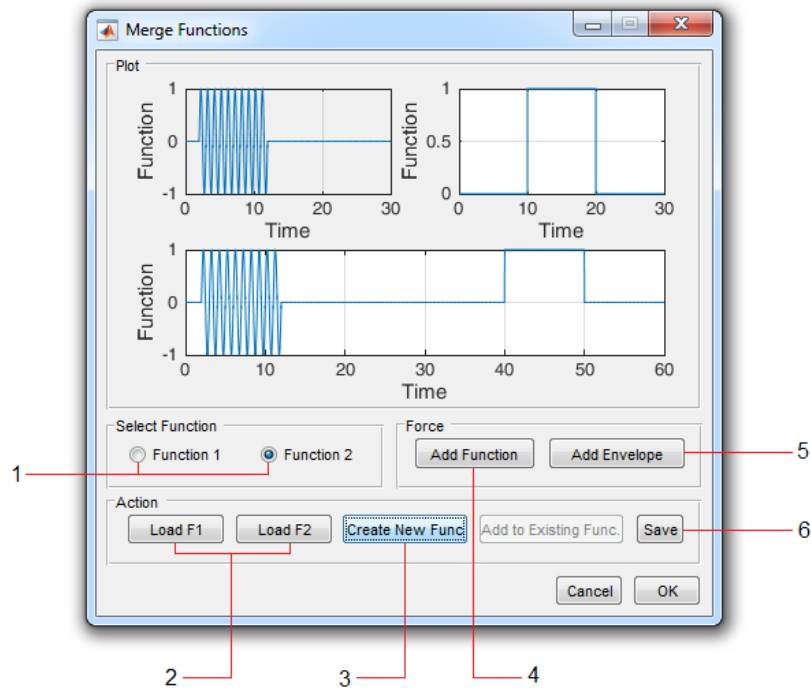 Merge Functions
Plot
1
0
-1
Function
0
10
20
30
Time
1
0.5
0
Function
0
10
20
30
Time
1
0
-1
Function
0
10
20
30
40
50
60
Time
Select Function
Function 1
Function 2
Force
Add Function
Add Envelope
Action
Load F1
Load F2
Create New Func
Add to Existing Func.
Save
Cancel
OK
1
2
3
4
5
6